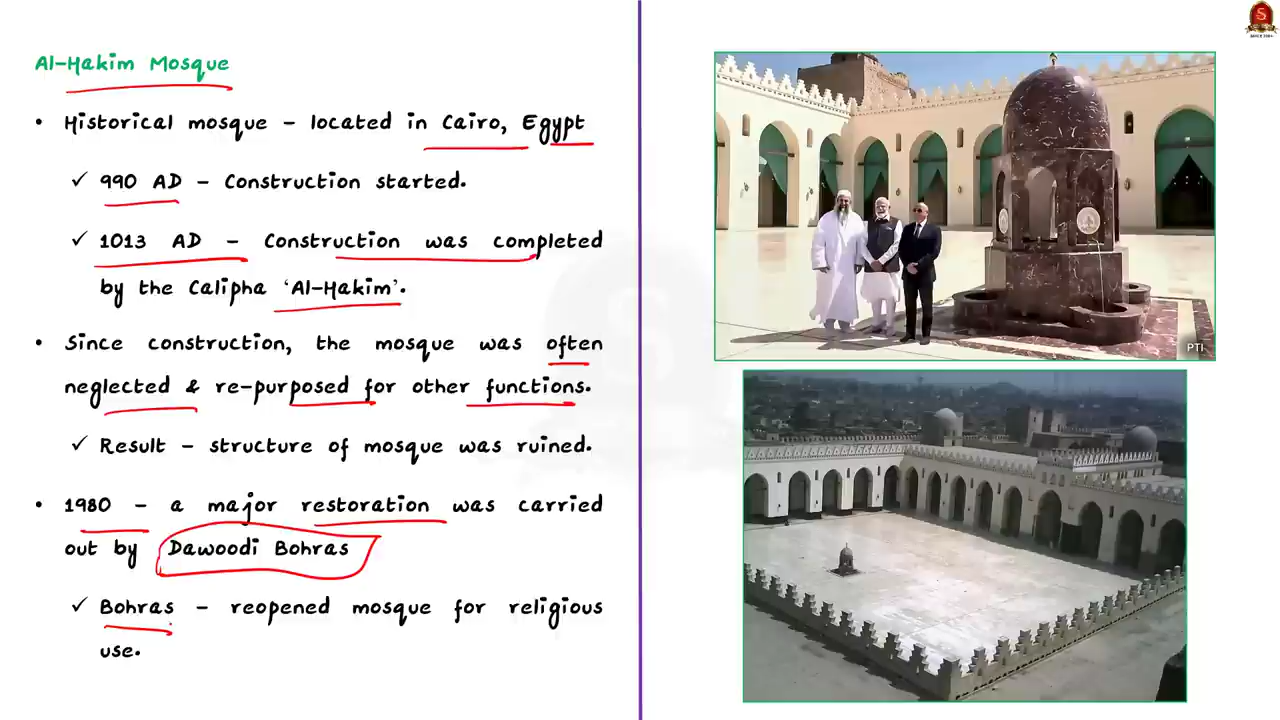 Al-Hakim Mosque
• Historical mosque – located in Cairo, Egypt
✓ 990 AD – Construction started.
✓ 1013 AD – Construction was completed
by the Calipha ‘Al-Hakim’.
• Since construction, the mosque was often
neglected & re-purposed for other functions.
✓ Result – structure of mosque was ruined.
• 1980 – a major restoration was carried
out by Dawoodi Bohras
✓ Bohras – reopened mosque for religious
use.
PTI